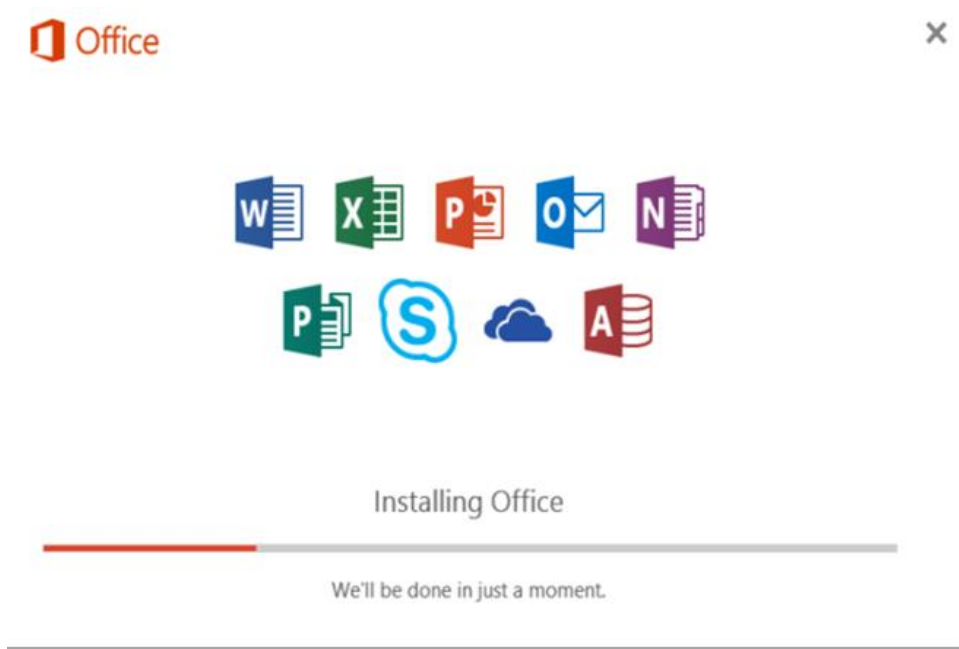 Office
W X P O N
P S A
Installing Office
We'll be done in just a moment.